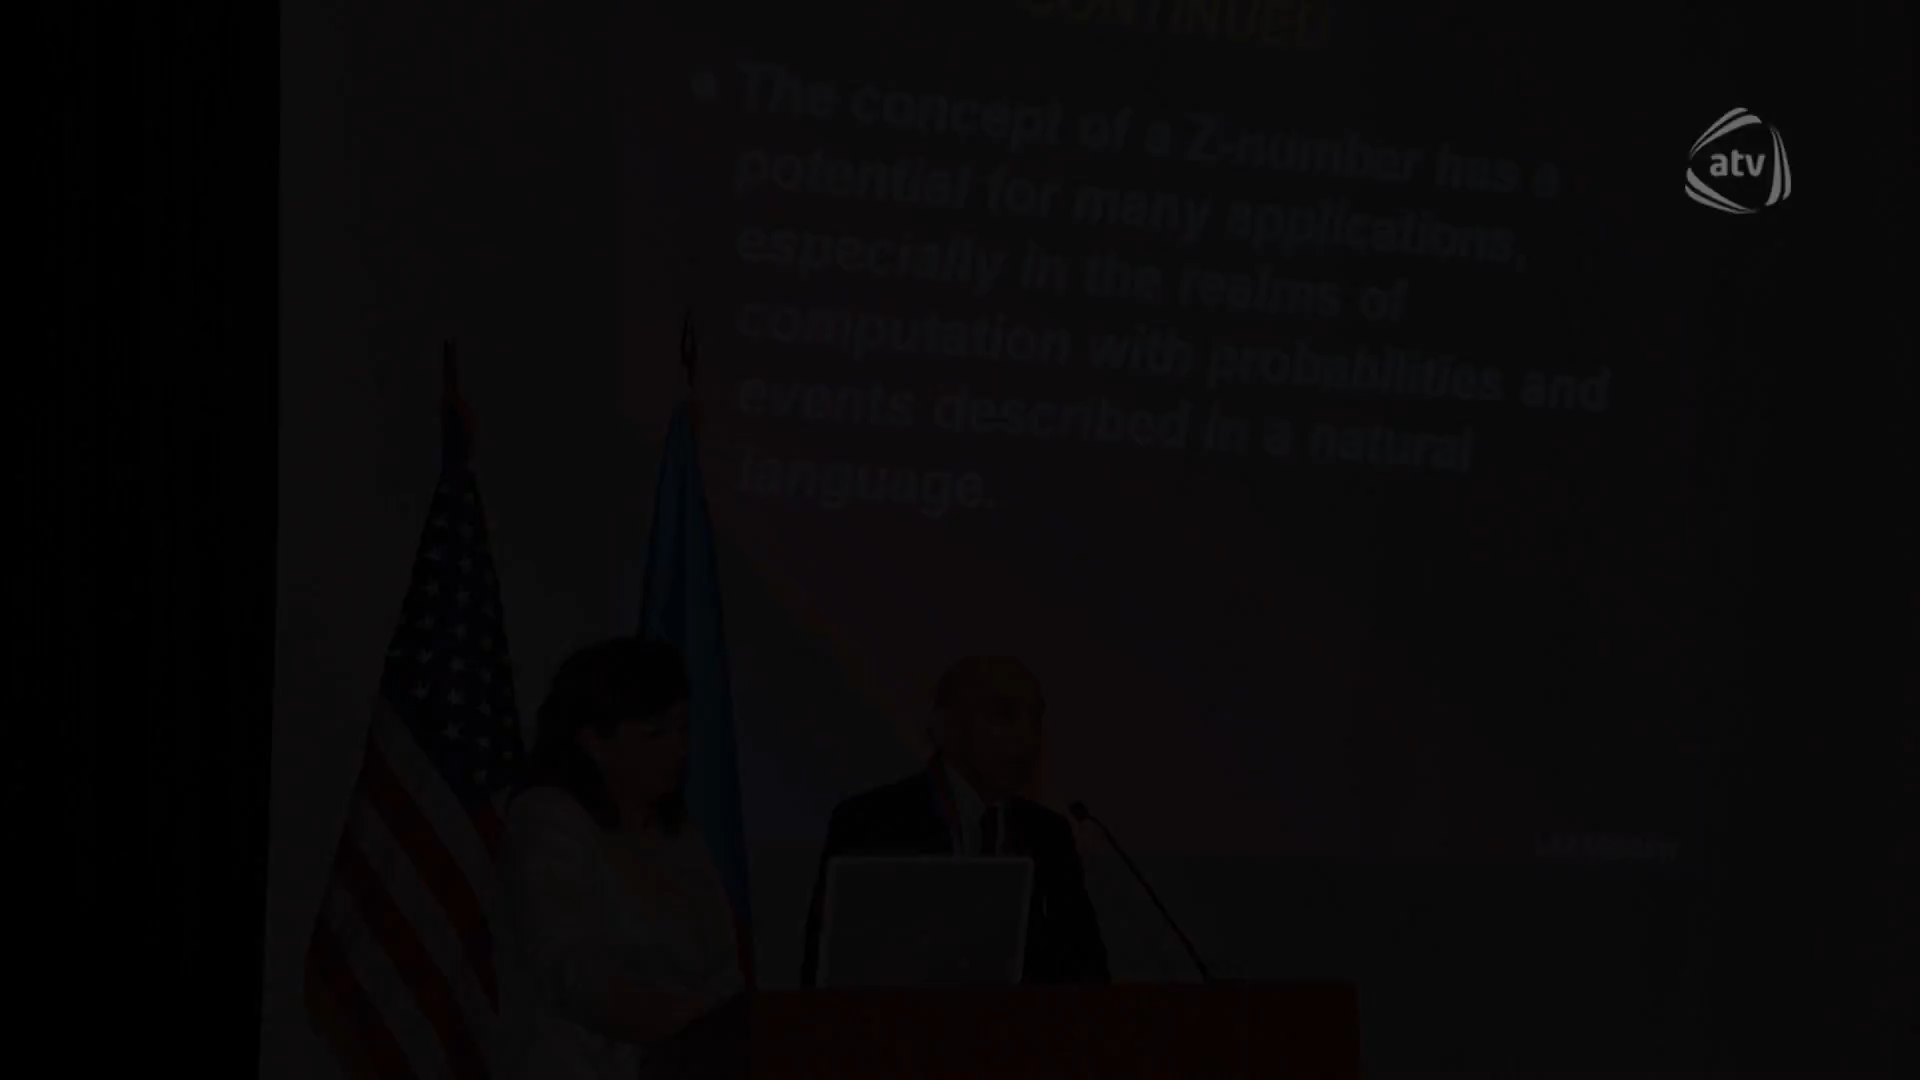 CONTINUED
• The concept of a Z-number has a
potential for many applications,
especially in the realms of
computation with probabilities and
events described in a natural
language.
atv